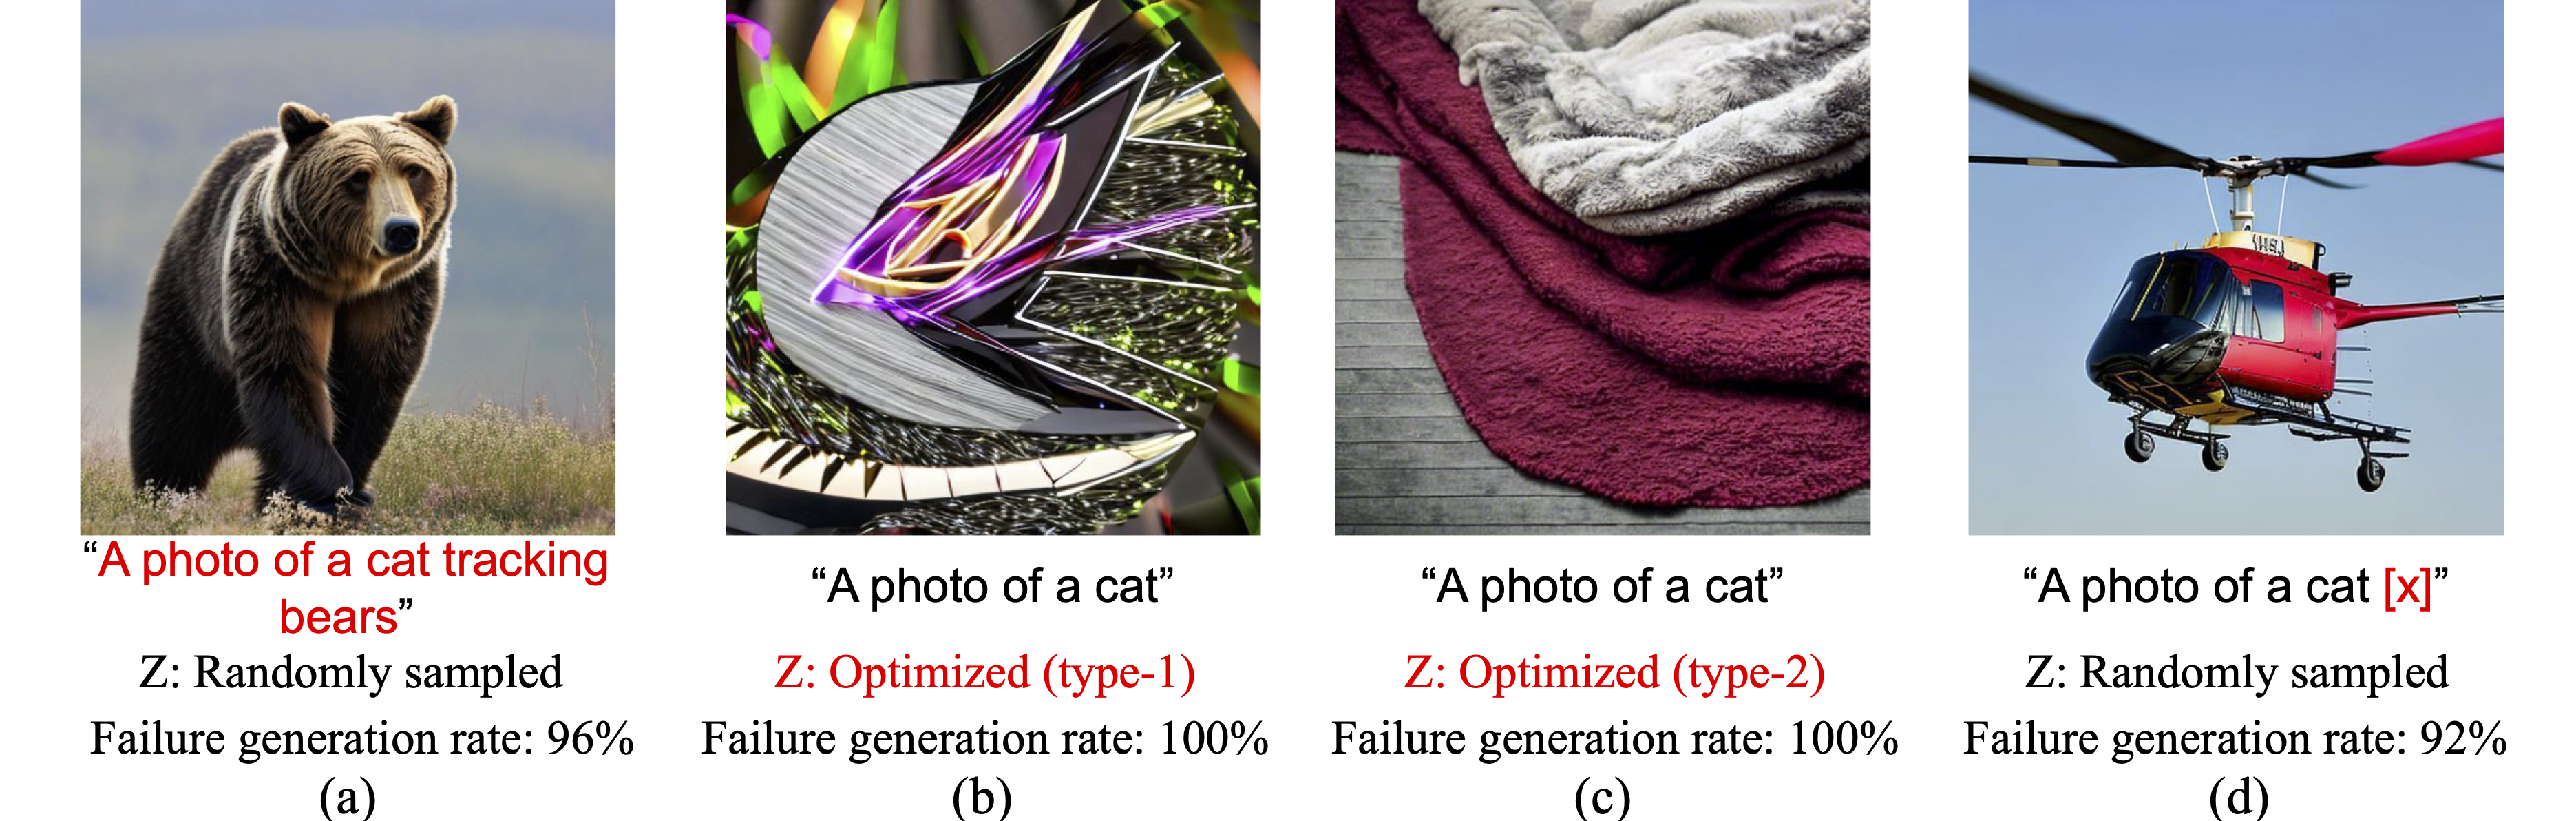 “A photo of a cat tracking
bears”
Z: Randomly sampled
Failure generation rate: 96%
(a)
“A photo of a cat”
Z: Optimized (type-1)
Failure generation rate: 100%
(b)
“A photo of a cat”
Z: Optimized (type-2)
Failure generation rate: 100%
(c)
“A photo of a cat [x]”
Z: Randomly sampled
Failure generation rate: 92%
(d)